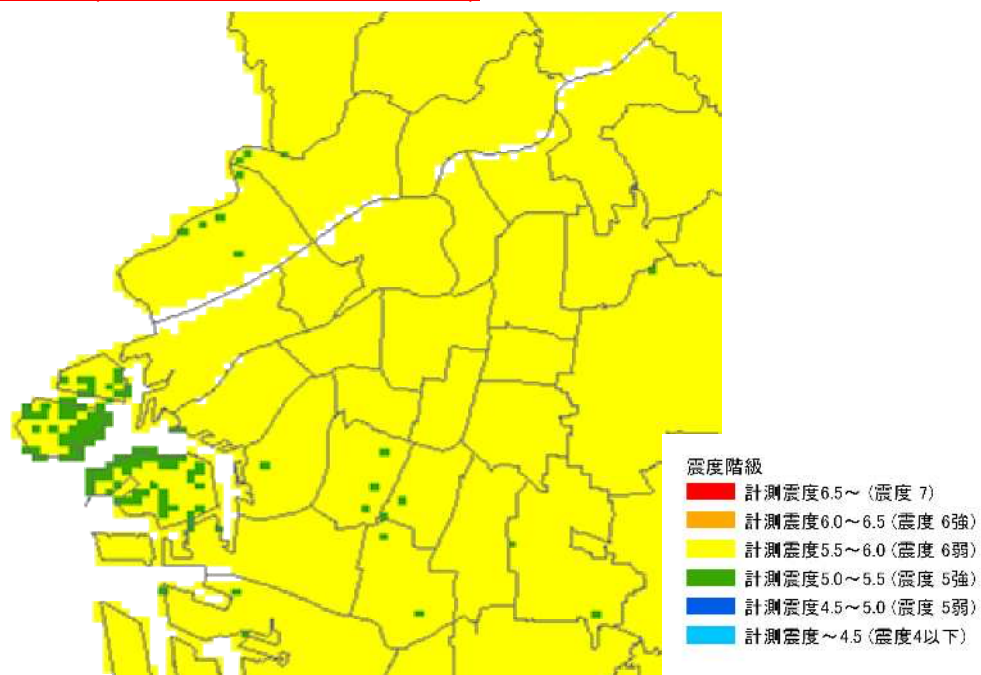 震度階級
計測震度6.5～ (震度 7)
計測震度6.0～6.5 (震度 6強)
計測震度5.5～6.0 (震度 6弱)
計測震度5.0～5.5 (震度 5強)
計測震度4.5～5.0 (震度 5弱)
計測震度～4.5 (震度4以下)